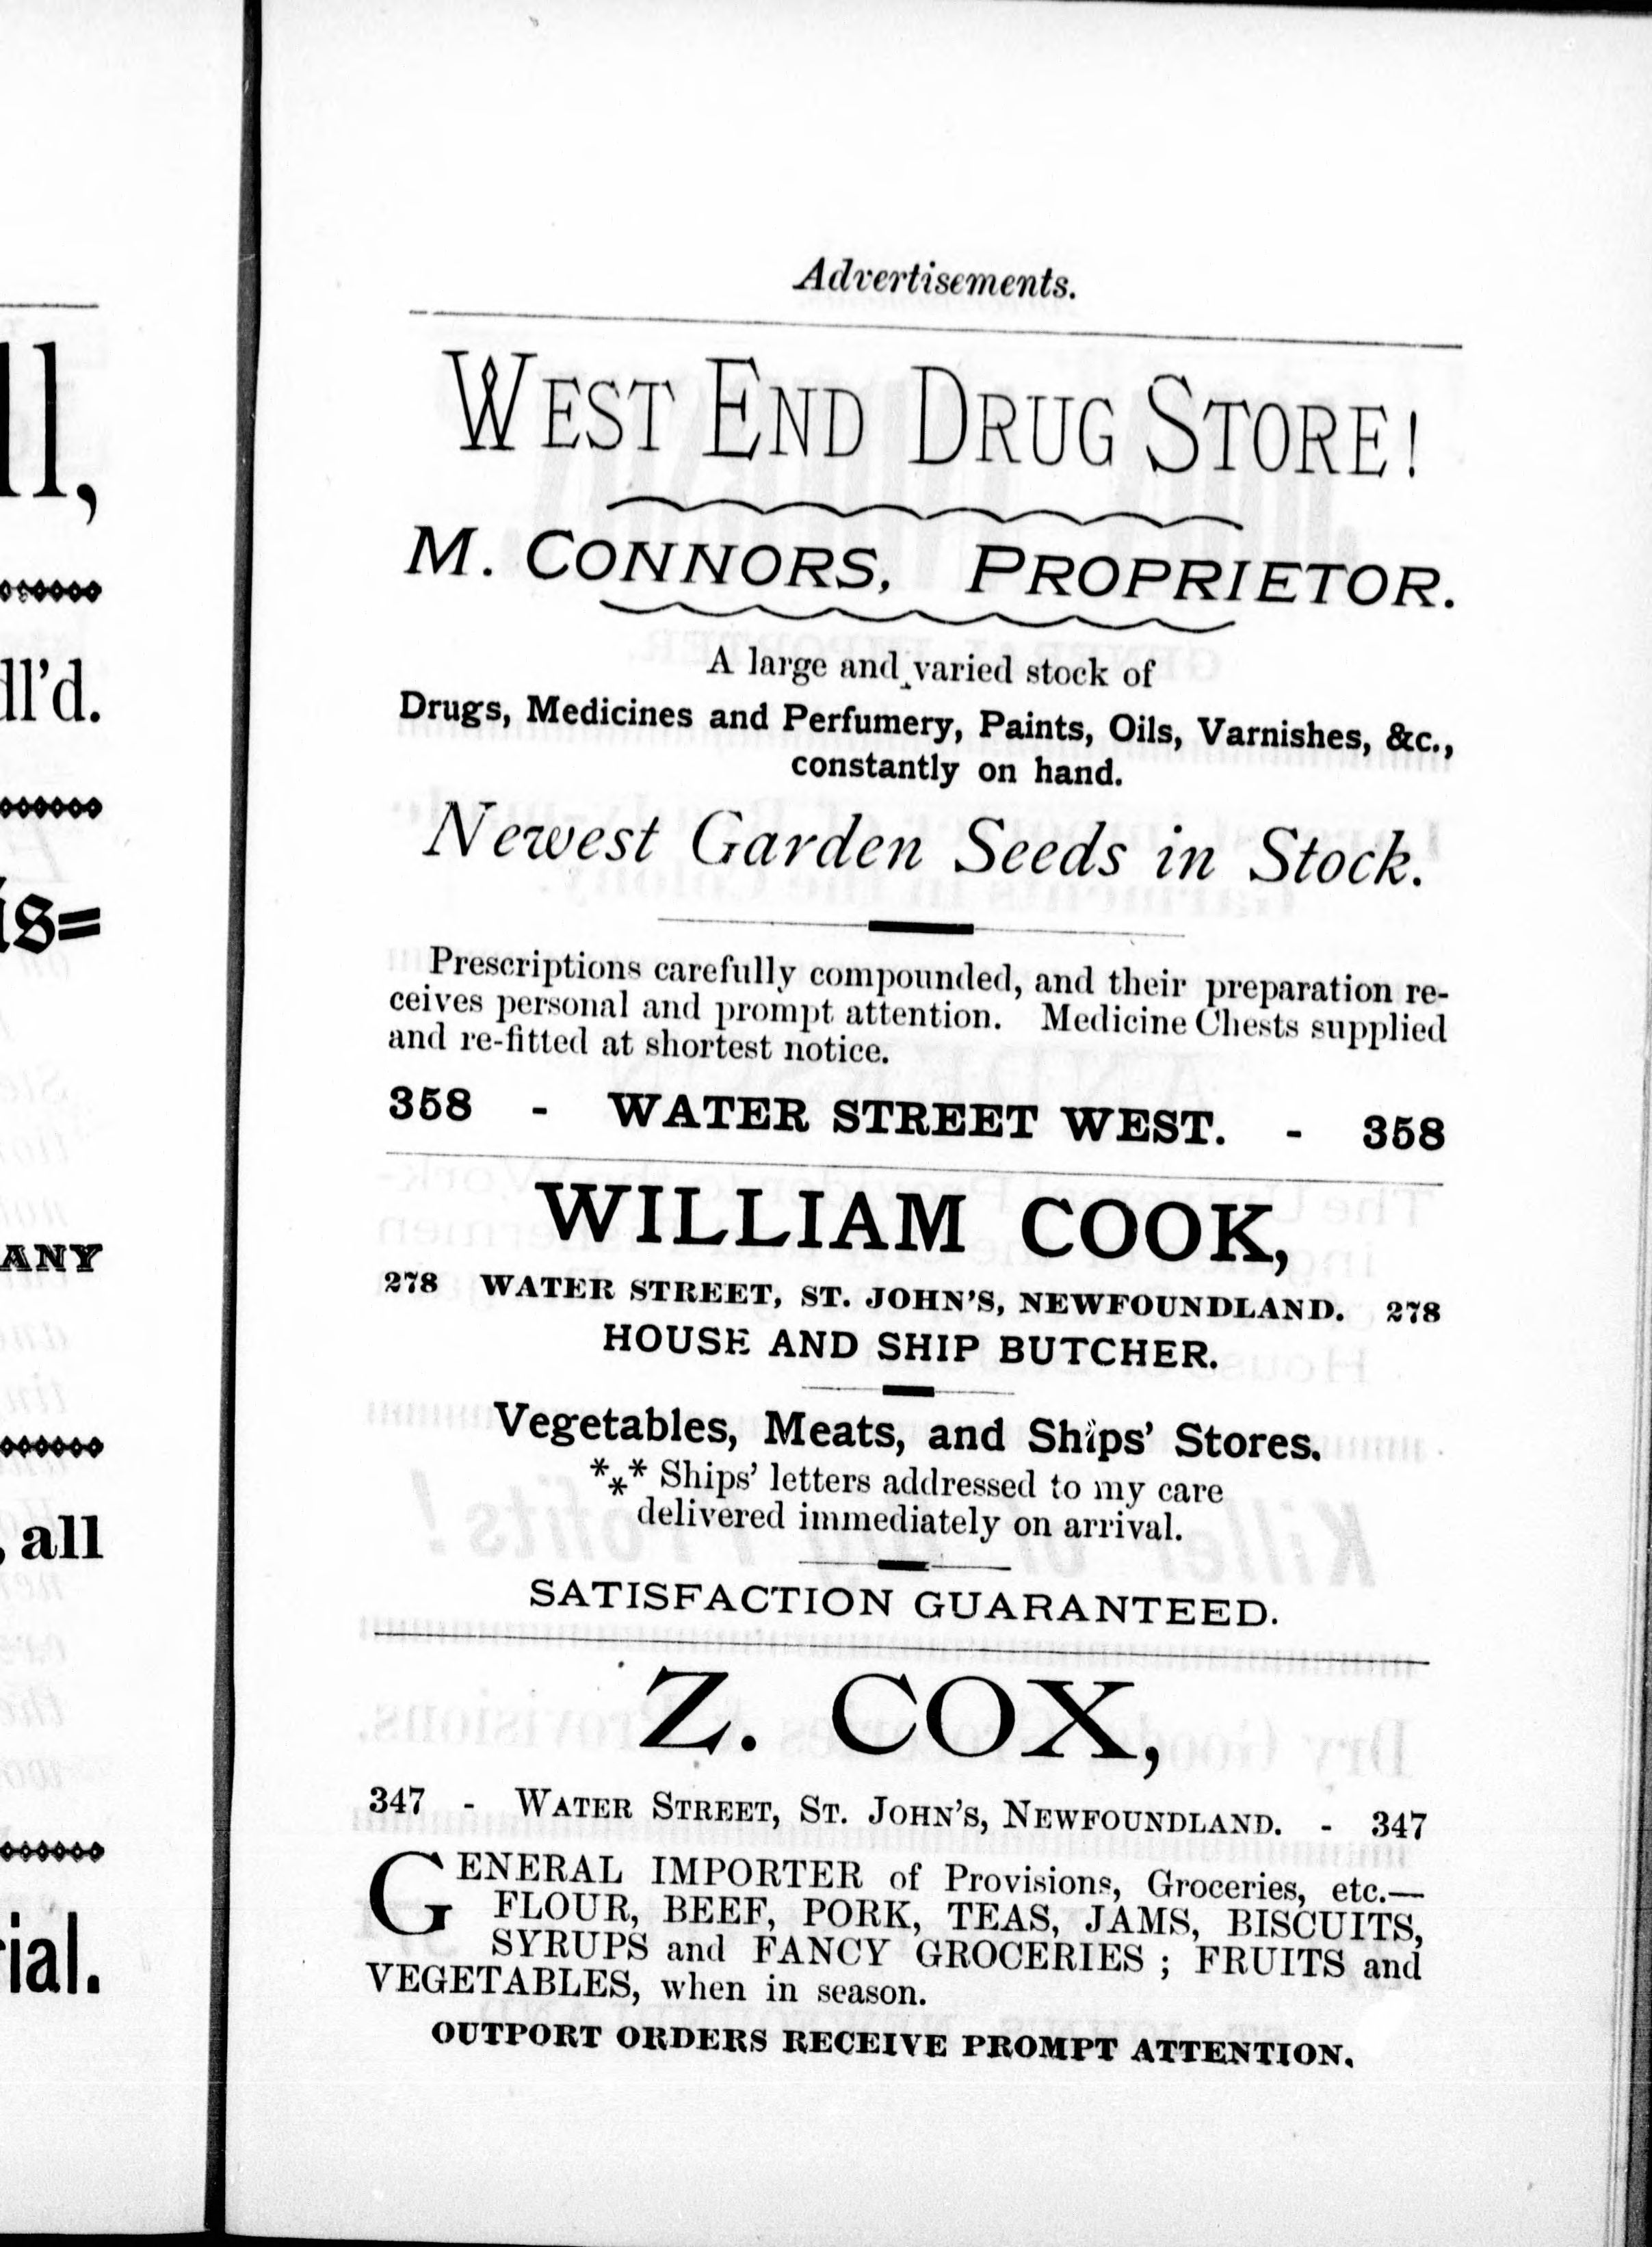 ll,
dl'd.
is=
ANY
, all
ial.
Advertisements.
WEST END DRUG STORE!
M. CONNORS, PROPRIETOR.
A large and varied stock of
Drugs, Medicines and Perfumery, Paints, Oils, Varnishes, &c.,
constantly on hand.
Newest Garden Seeds in Stock.
Prescriptions carefully compounded, and their preparation re-
ceives personal and prompt attention. Medicine Chests supplied
and re-fitted at shortest notice.
358 - WATER STREET WEST. - 358
WILLIAM COOK,
278 WATER STREET, ST. JOHN'S, NEWFOUNDLAND. 278
HOUSE AND SHIP BUTCHER.
Vegetables, Meats, and Ships' Stores.
*** Ships' letters addressed to my care
delivered immediately on arrival.
SATISFACTION GUARANTEED.
Z. COX,
347 - WATER STREET, ST. JOHN'S, NEWFOUNDLAND. - 347
GENERAL IMPORTER of Provisions, Groceries, etc.—
FLOUR, BEEF, PORK, TEAS, JAMS, BISCUITS,
SYRUPS and FANCY GROCERIES ; FRUITS and
VEGETABLES, when in season.
OUTPORT ORDERS RECEIVE PROMPT ATTENTION.